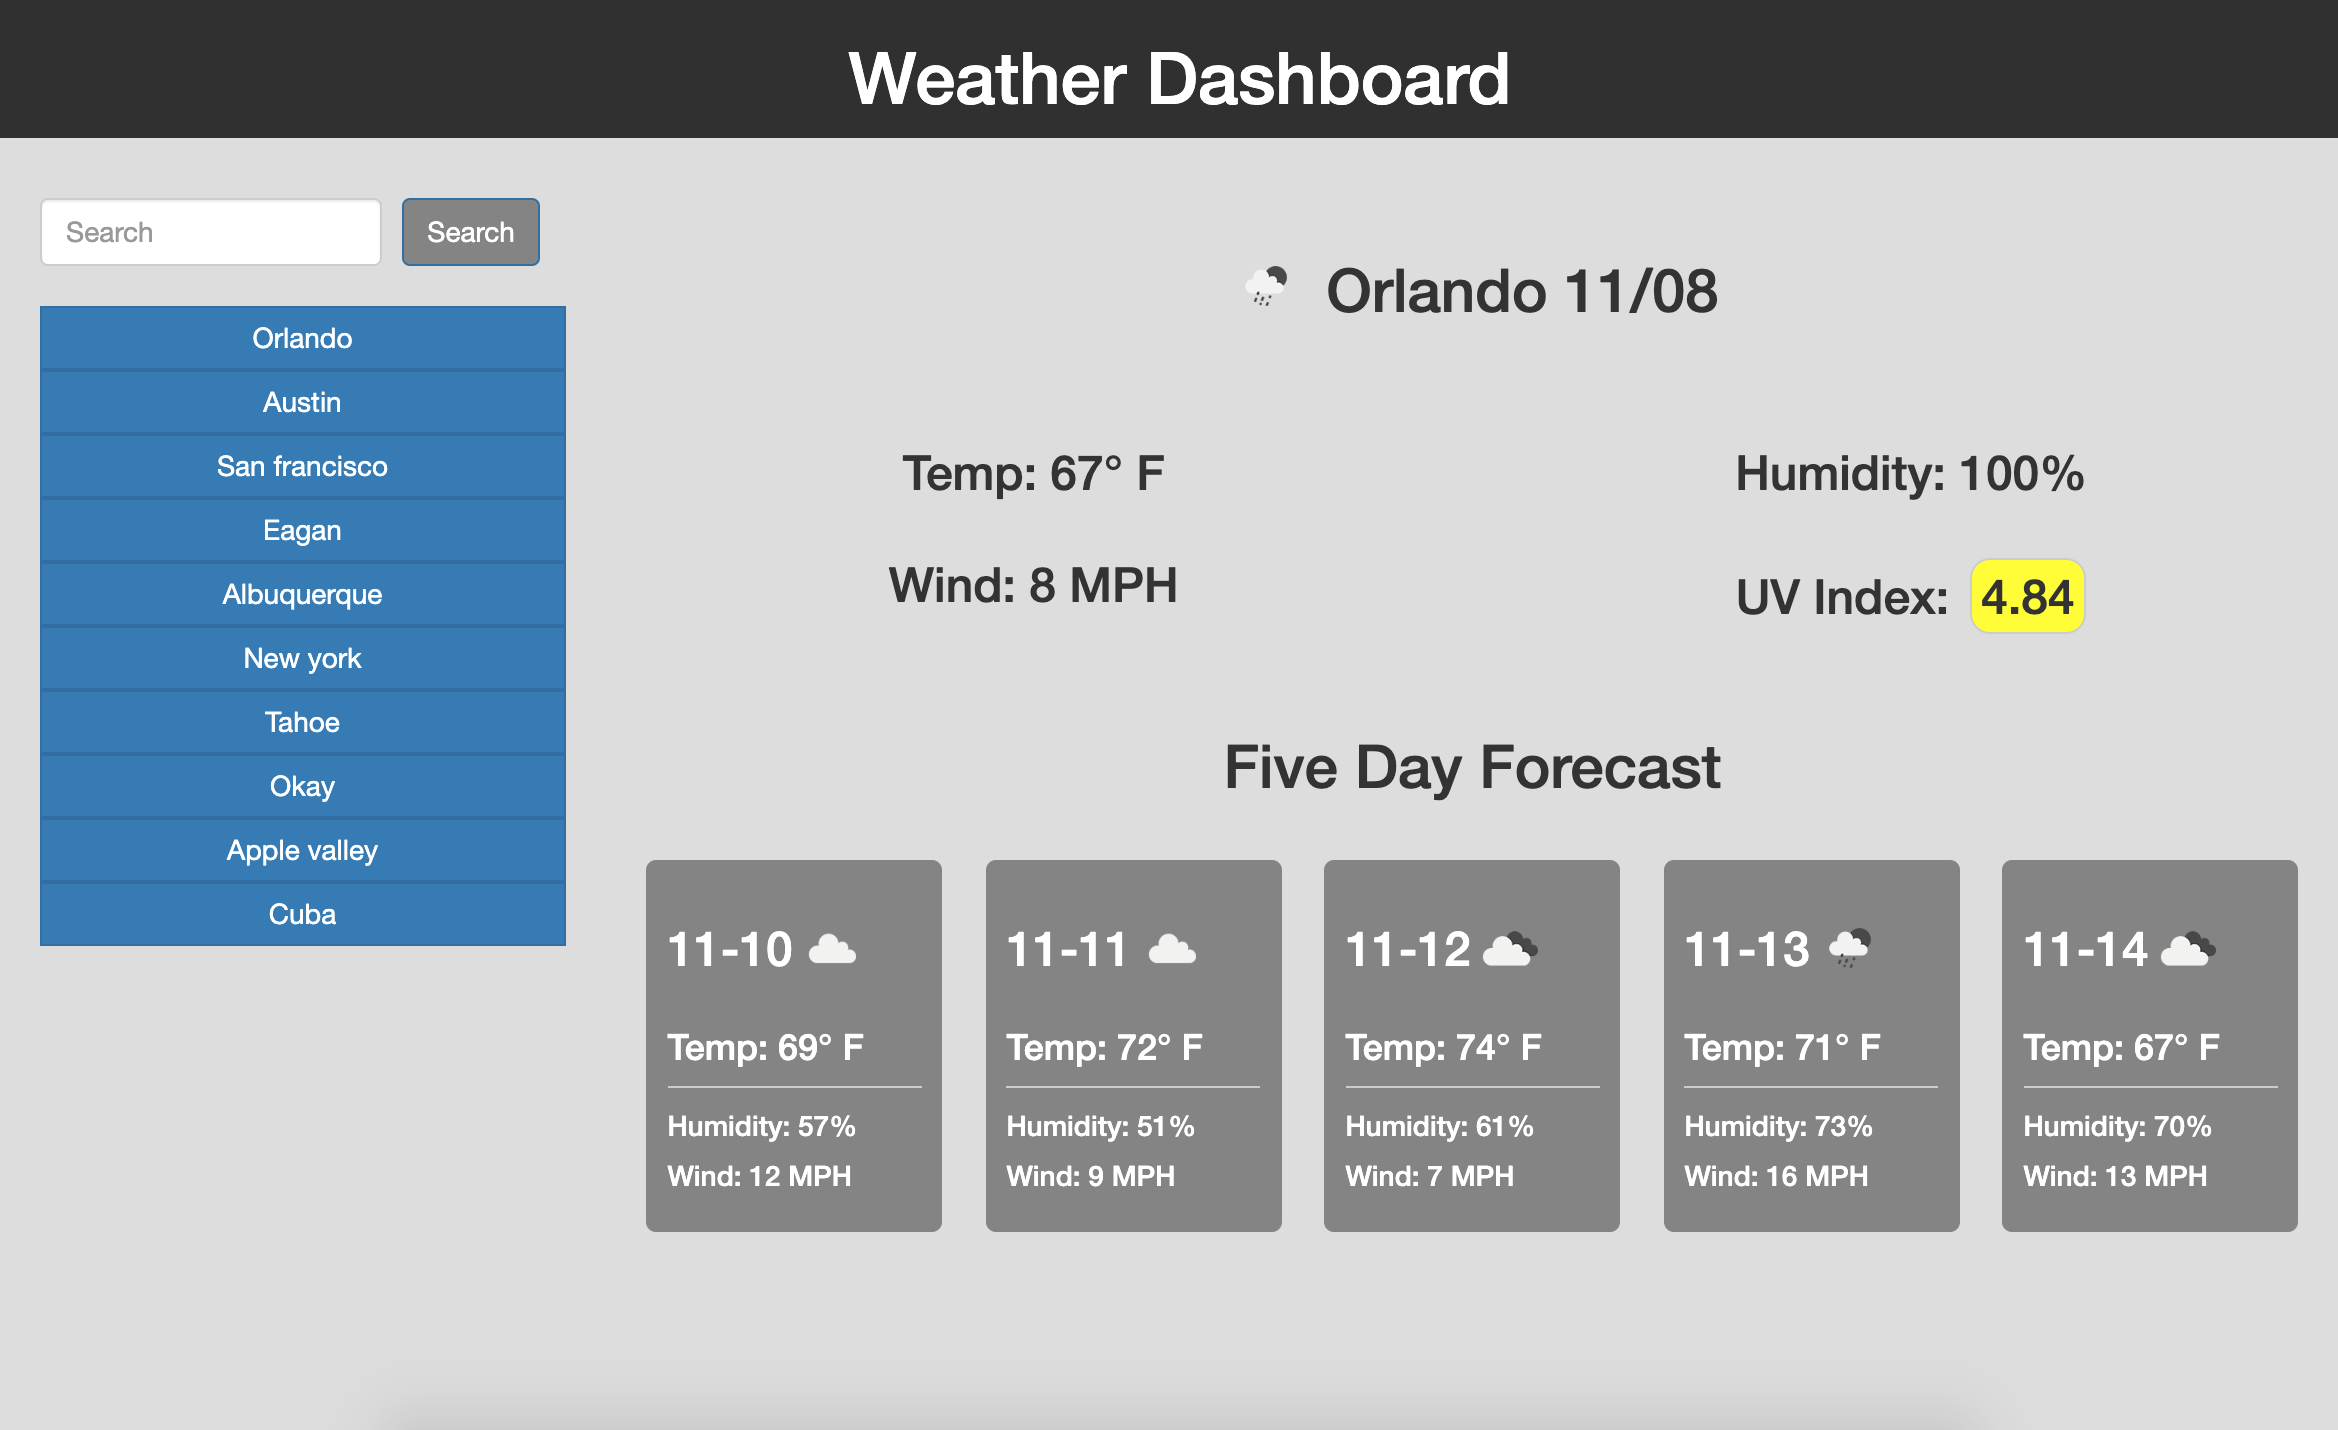 Weather Dashboard
Search
Search
Orlando
Austin
San francisco
Eagan
Albuquerque
New york
Tahoe
Okay
Apple valley
Cuba
Orlando 11/08
Temp: 67° F
Humidity: 100%
Wind: 8 MPH
UV Index: 4.84
Five Day Forecast
11-10
Temp: 69° F
Humidity: 57%
Wind: 12 MPH
11-11
Temp: 72° F
Humidity: 51%
Wind: 9 MPH
11-12
Temp: 74° F
Humidity: 61%
Wind: 7 MPH
11-13
Temp: 71° F
Humidity: 73%
Wind: 16 MPH
11-14
Temp: 67° F
Humidity: 70%
Wind: 13 MPH